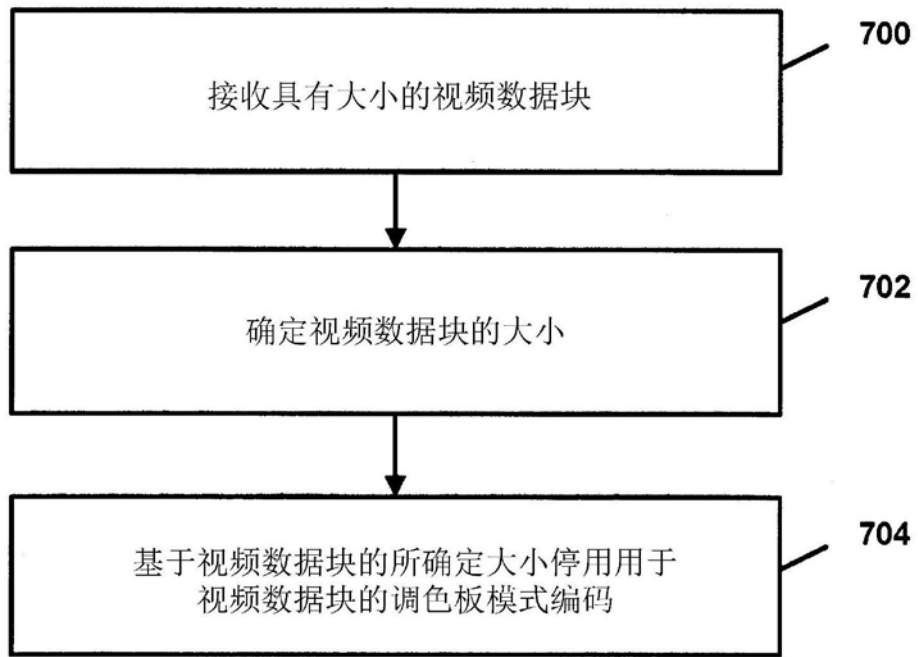 700
接收具有大小的视频数据块
702
确定视频数据块的大小
704
基于视频数据块的所确定大小停用用于
视频数据块的调色板模式编码